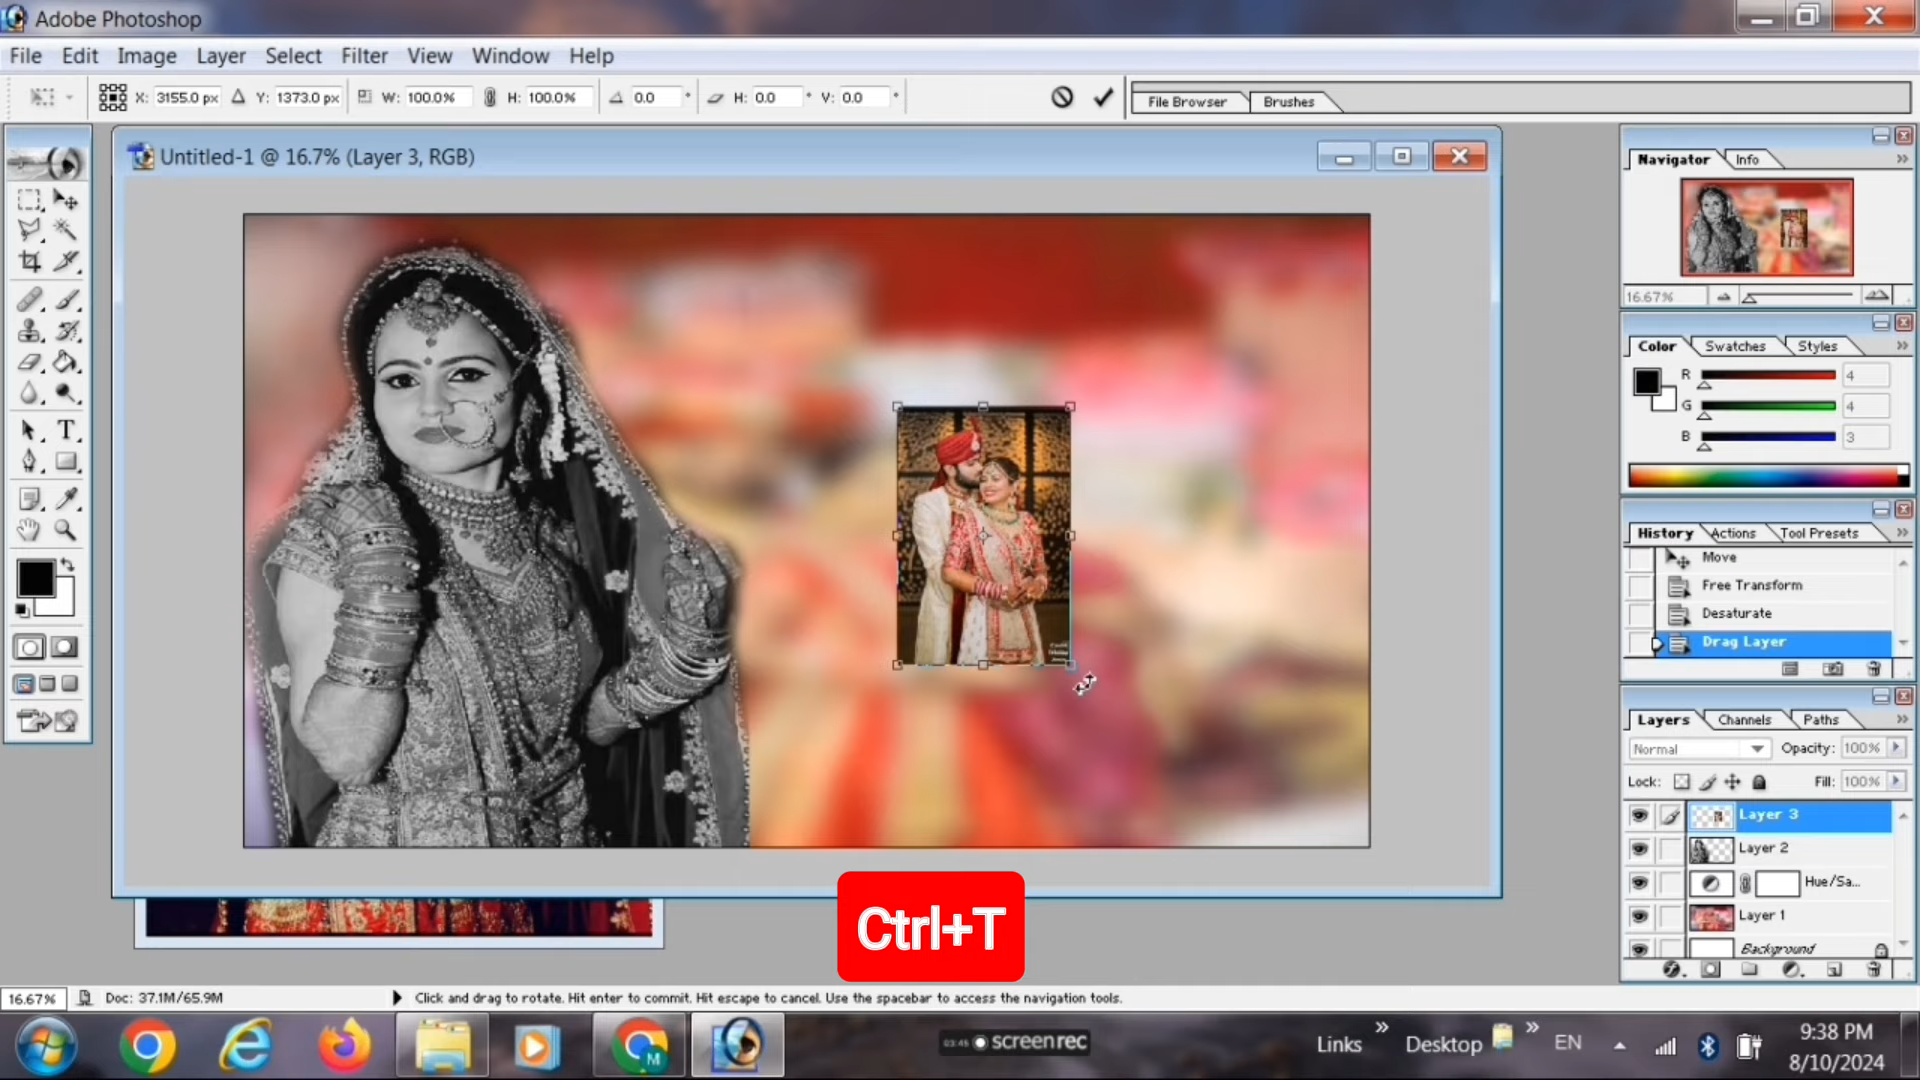 Adobe Photoshop
File Edit Image Layer Select Filter View Window Help
X: 3155.0 px Y: 1373.0 px W: 100.0% H: 100.0% 0.0 ° H: 0.0 ° V: 0.0 °
File Browser Brushes
Untitled-1 @ 16.7% (Layer 3, RGB)
Navigator Info
16.67%
Color Swatches Styles
R 4
G 4
B 3
History Actions Tool Presets
Move
Free Transform
Desaturate
Drag Layer
Layers Channels Paths
Normal Opacity: 100%
Lock: Fill: 100%
Layer 3
Layer 2
Hue/Sa...
Layer 1
Background
Ctrl+T
16.67% Doc: 37.1M/65.9M Click and drag to rotate. Hit enter to commit. Hit escape to cancel. Use the spacebar to access the navigation tools.
M
03:45 screenrec
Links » Desktop » EN
9:38 PM
8/10/2024